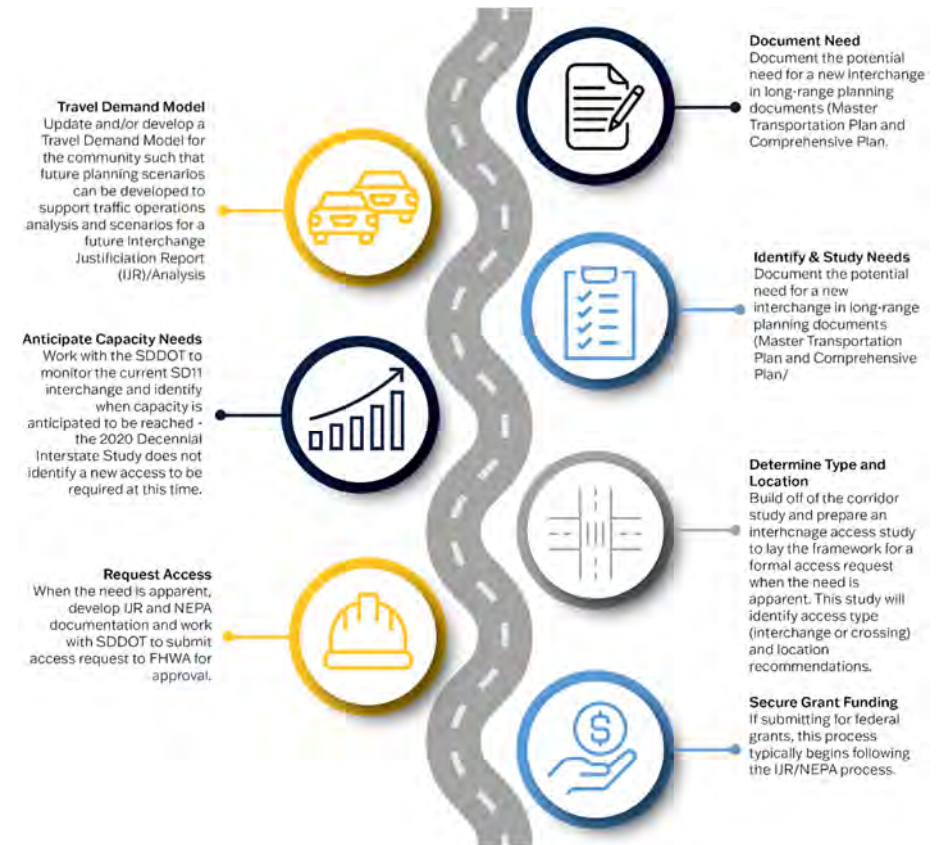 Document Need
Document the potential
need for a new interchange
in long-range planning
documents (Master
Transportation Plan and
Comprehensive Plan.
Travel Demand Model
Update and/or develop a
Travel Demand Model for
the community such that
future planning scenarios
can be developed to
support traffic operations
analysis and scenarios for a
future Interchange
Justificiation Report
(IJR)/Analysis
Identify & Study Needs
Document the potential
need for a new
interchange in long-range
planning documents
(Master Transportation
Plan and Comprehensive
Plan/
Anticipate Capacity Needs
Work with the SDDOT to
monitor the current SD11
interchange and identify
when capacity is
anticipated to be reached -
the 2020 Decennial
Interstate Study does not
identify a new access to be
required at this time.
Determine Type and
Location
Build off of the corridor
study and prepare an
interhcnage access study
to lay the framework for a
formal access request
when the need is
apparent. This study will
identify access type
(interchange or crossing)
and location
recommendations.
Request Access
When the need is apparent,
develop IJR and NEPA
documentation and work
with SDDOT to submit
access request to FHWA for
approval.
Secure Grant Funding
If submitting for federal
grants, this process
typically begins following
the IJR/NEPA process.
$